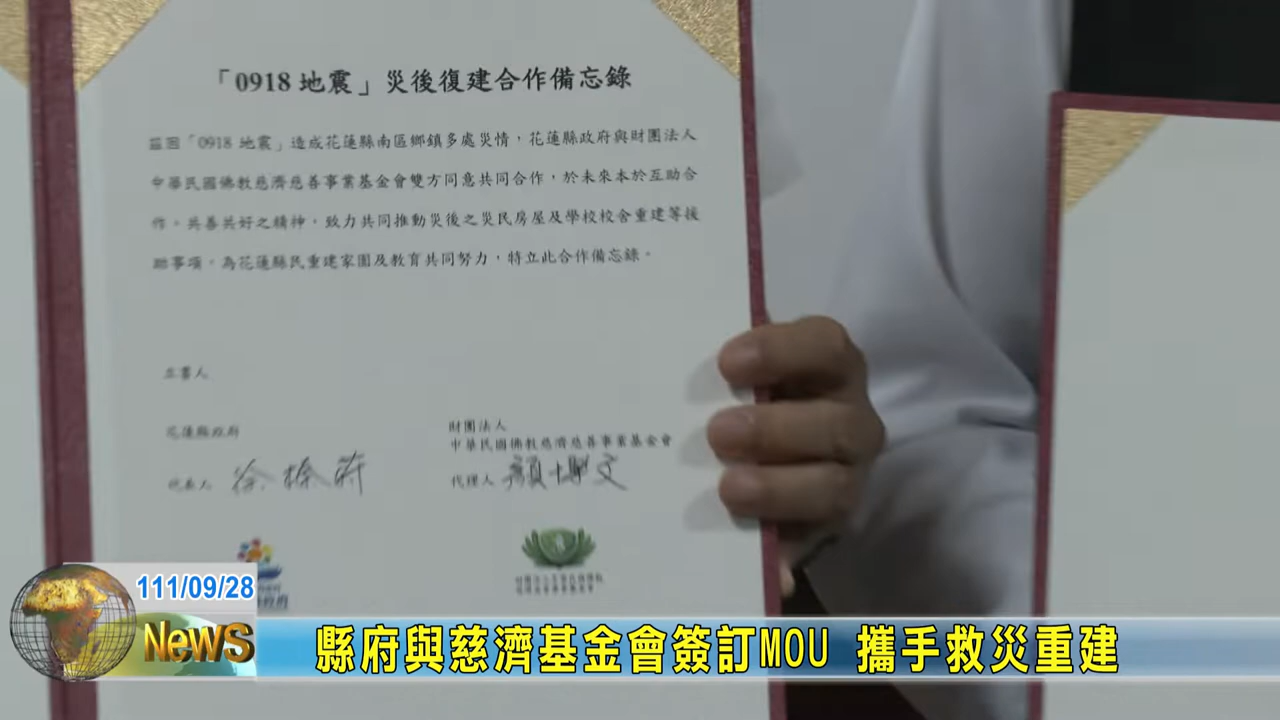 「0918 地震」災後復建合作備忘錄
茲因「0918 地震」造成花蓮縣南區鄉鎮多處災情，花蓮縣政府與財團法人
中華民國佛教慈濟慈善事業基金會雙方同意共同合作，於未來本於互助合
作、共善共好之精神，致力共同推動災後之災民房屋及學校校舍重建等援
助事項，為花蓮縣民重建家園及教育共同努力，特立此合作備忘錄。
立書人
花蓮縣政府
代表人 徐榛蔚
財團法人
中華民國佛教慈濟慈善事業基金會
代理人 顏博文
111/09/28
News
縣府與慈濟基金會簽訂MOU 攜手救災重建